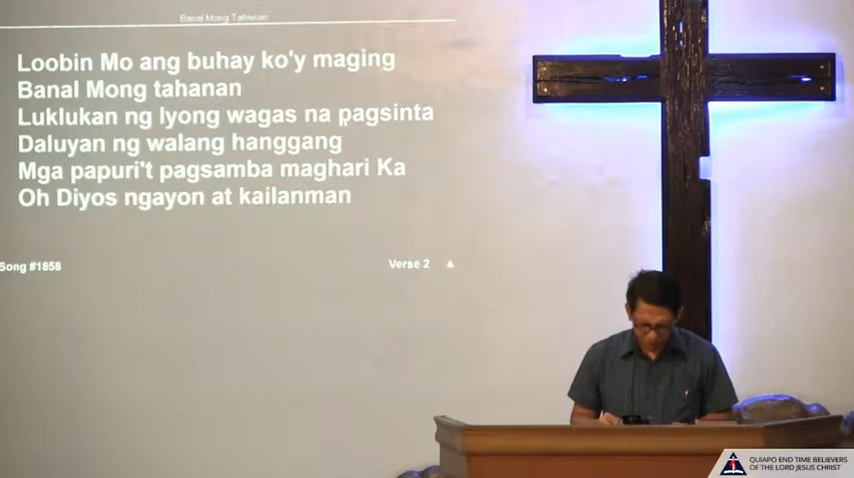 Banal Mong Tahanan
Loobin Mo ang buhay ko'y maging
Banal Mong tahanan
Luklukan ng Iyong wagas na pagsinta
Daluyan ng walang hanggang
Mga papuri't pagsamba maghari Ka
Oh Diyos ngayon at kailanman
Song #1858
Verse 2 ▲
QUIAPO END TIME BELIEVERS
OF THE LORD JESUS CHRIST